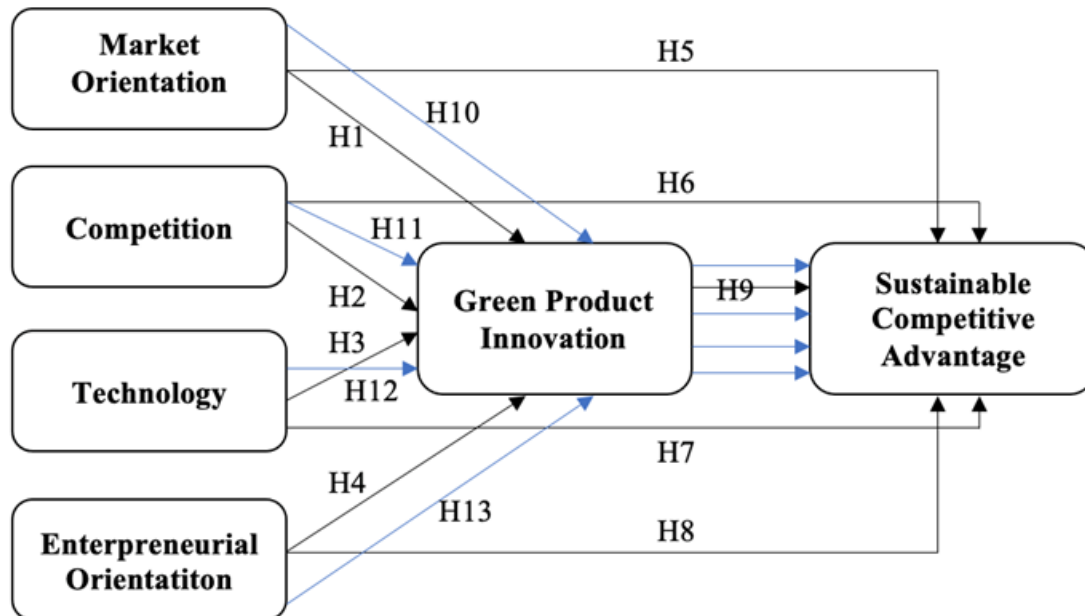 Market
Orientation
H5
H10
H1
Competition
H6
H11
H2
Green Product
Innovation
H9
Sustainable
Competitive
Advantage
H3
Technology
H12
H7
H4
H13
H8
Enterpreneurial
Orientatiton